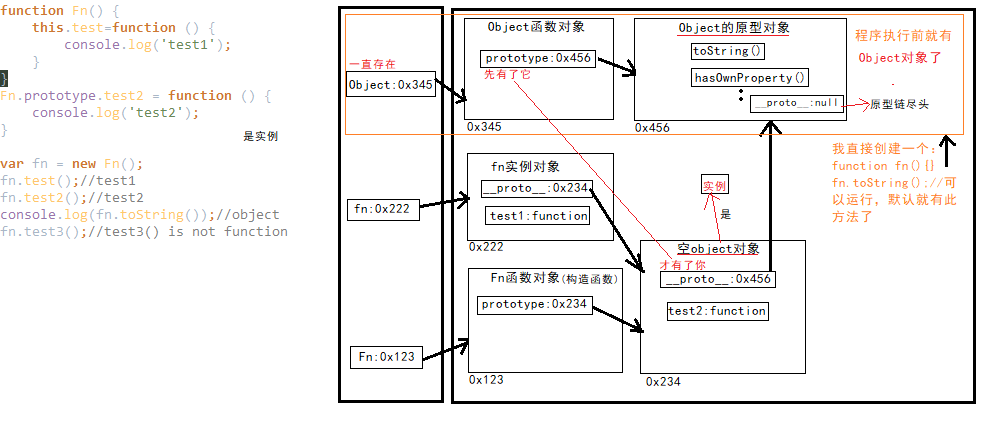 function Fn() {
this.test=function () {
console.log('test1');
}
}
Fn.prototype.test2 = function () {
console.log('test2');
}
是实例
var fn = new Fn();
fn.test();//test1
fn.test2();//test2
console.log(fn.toString());//object
fn.test3();//test3() is not function
一直存在
Object:0x345
fn:0x222
Fn:0x123
Object函数对象
prototype:0x456
先有了它
0x345
Object的原型对象
toString()
hasOwnProperty()
__proto__:null
原型链尽头
0x456
程序执行前就有
Object对象了
我直接创建一个:
function fn(){}
fn.toString();//可
以运行，默认就有此
方法了
fn实例对象
__proto__:0x234
test1:function
0x222
实例
是
Fn函数对象(构造函数)
prototype:0x234
0x123
空object对象
才有了你
__proto__:0x456
test2:function
0x234